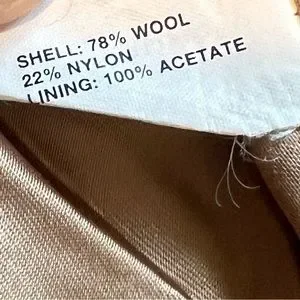 SHELL: 78% WOOL
22% NYLON
LINING: 100% ACETATE